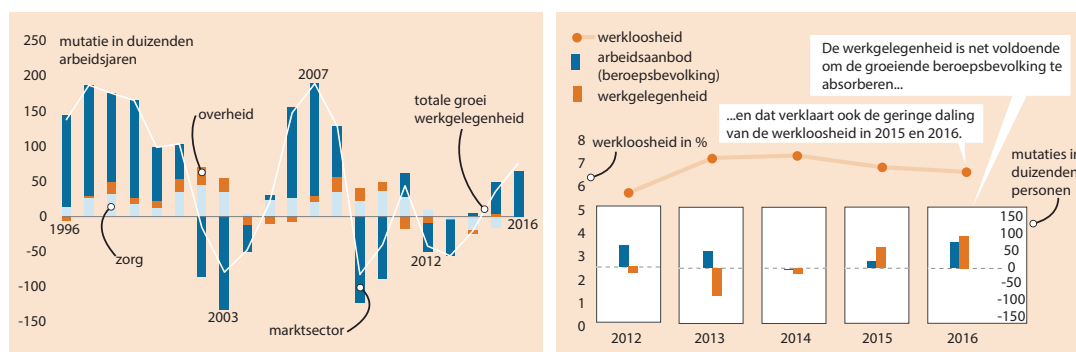 250
200
150
100
50
0
-50
-100
-150
mutatie in duizenden
arbeidsjaren
2007
overheid
totale groei
werkgelegenheid
1996
zorg
2003
marktsector
2012
2016
werkloosheid
arbeidsaanbod
(beroepsbevolking)
werkgelegenheid
De werkgelegenheid is net voldoende
om de groeiende beroepsbevolking te
absorberen...
...en dat verklaart ook de geringe daling
van de werkloosheid in 2015 en 2016.
werkloosheid in %
mutaties in
duizenden
personen
8
7
6
5
4
3
2
1
0
150
100
50
0
-50
-100
-150
2012
2013
2014
2015
2016